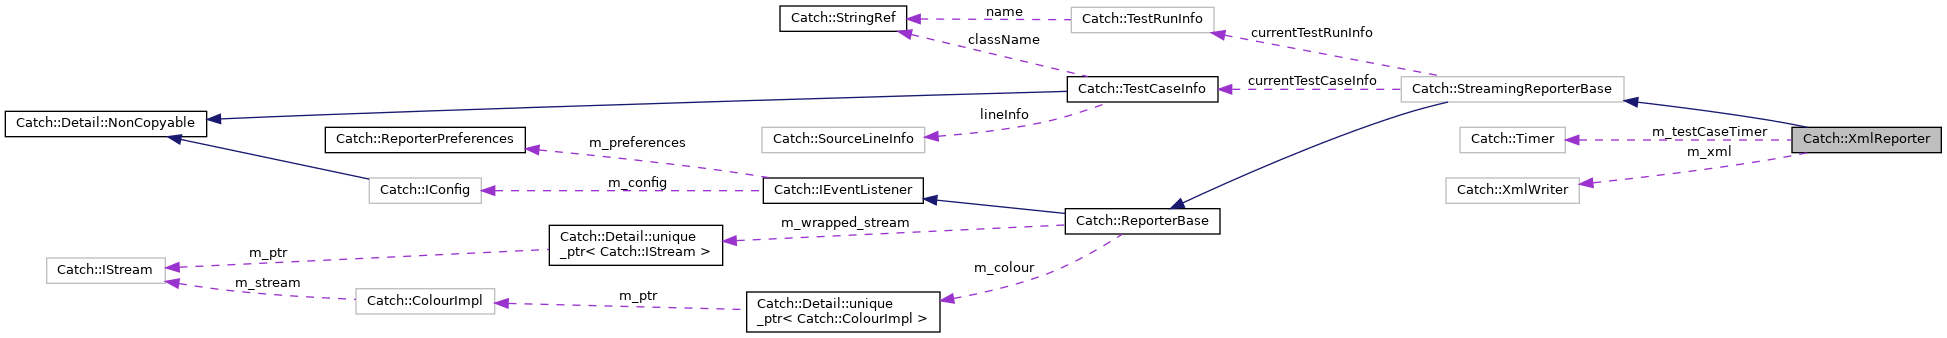 Catch::StringRef
name
Catch::TestRunInfo
className
currentTestRunInfo
Catch::TestCaseInfo
currentTestCaseInfo
Catch::StreamingReporterBase
Catch::Detail::NonCopyable
lineInfo
Catch::ReporterPreferences
m_preferences
Catch::SourceLineInfo
Catch::Timer
m_testCaseTimer
Catch::XmlReporter
m_xml
Catch::IConfig
m_config
Catch::IEventListener
Catch::XmlWriter
Catch::ReporterBase
m_wrapped_stream
Catch::Detail::unique
_ptr< Catch::IStream >
m_ptr
Catch::IStream
m_stream
Catch::ColourImpl
m_ptr
m_colour
Catch::Detail::unique
_ptr< Catch::ColourImpl >